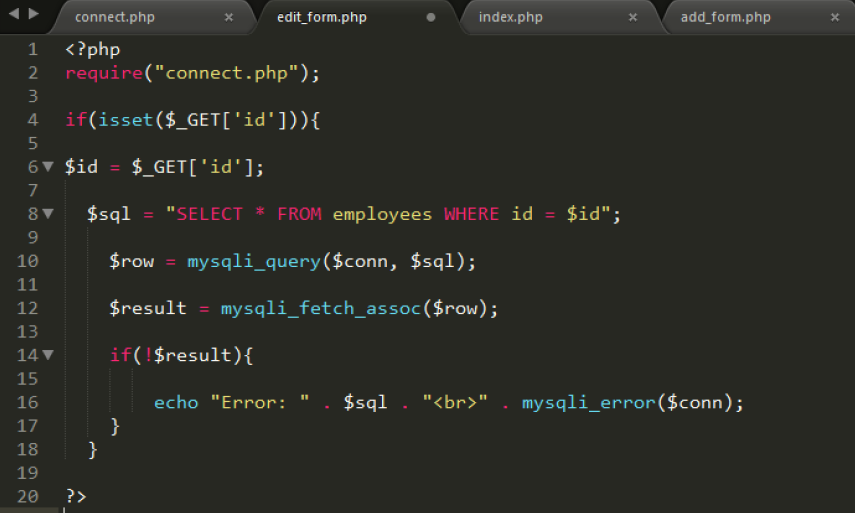 connect.php × edit_form.php index.php × add_form.php ×
1 <?php
2 require("connect.php");
3
4 if(isset($_GET['id'])){
5
6 $id = $_GET['id'];
7
8 $sql = "SELECT * FROM employees WHERE id = $id";
9
10 $row = mysqli_query($conn, $sql);
11
12 $result = mysqli_fetch_assoc($row);
13
14 if(!$result){
15
16 echo "Error: " . $sql . "<br>" . mysqli_error($conn);
17 }
18 }
19
20 ?>